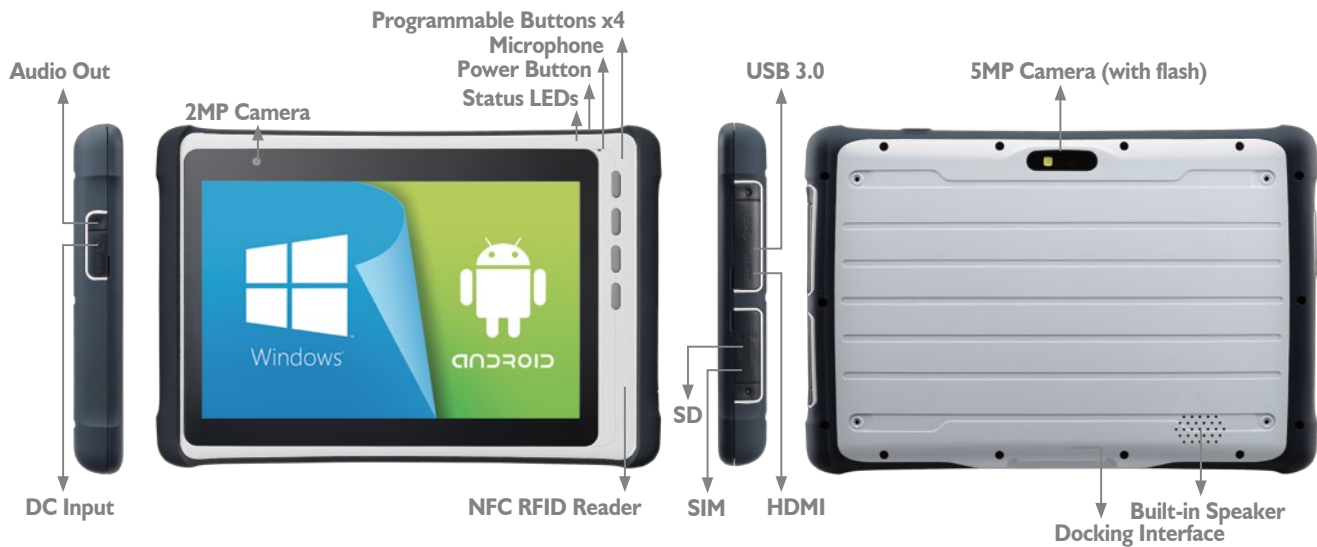 Programmable Buttons x4
Microphone
Audio Out
Power Button
USB 3.0
5MP Camera (with flash)
Status LEDs
2MP Camera
Windows
ANDROID
SD
DC Input
NFC RFID Reader
SIM
HDMI
Built-in Speaker
Docking Interface